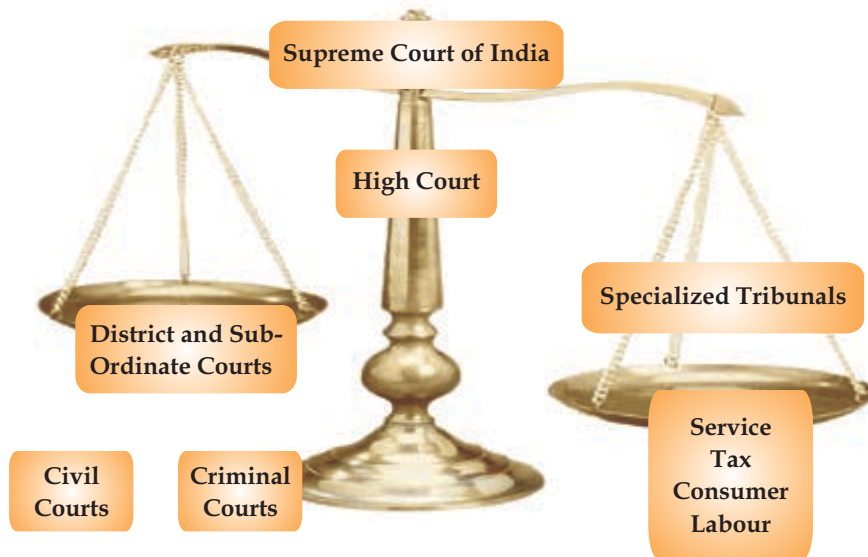 Supreme Court of India
High Court
Specialized Tribunals
District and Sub-
Ordinate Courts
Service
Tax
Consumer
Labour
Civil
Courts
Criminal
Courts